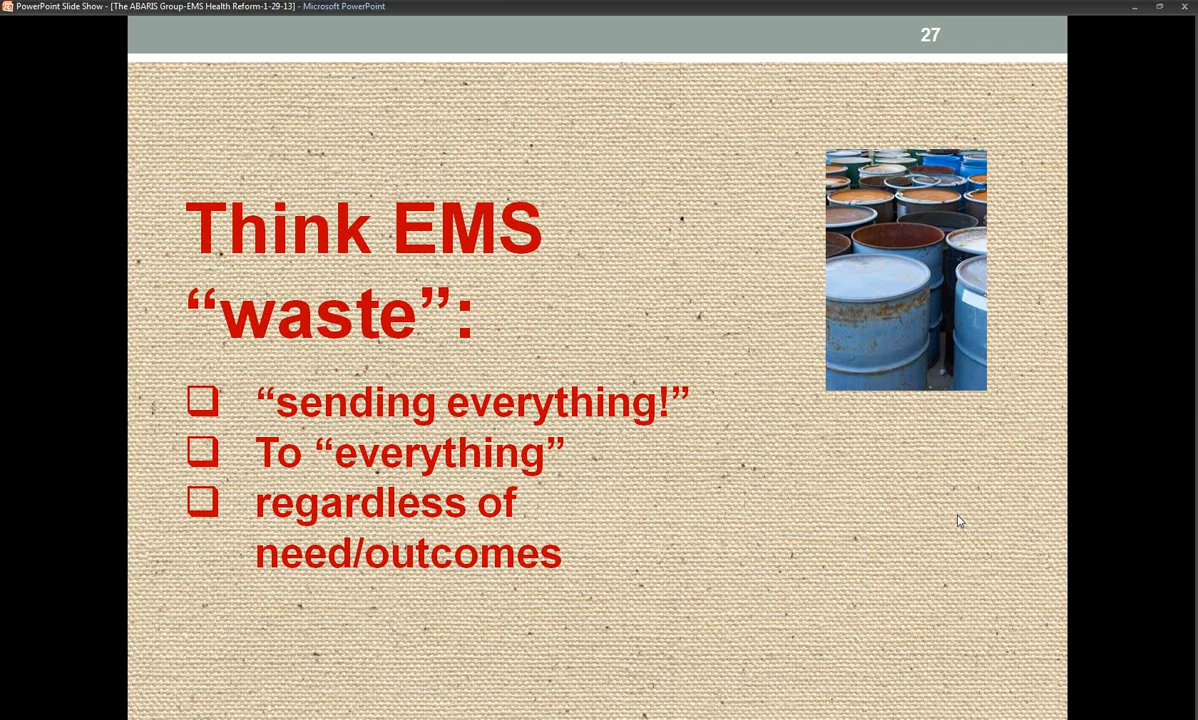 PowerPoint Slide Show - [The ABARIS Group-EMS Health Reform-1-29-13] - Microsoft PowerPoint
27
Think EMS
“waste”:
“sending everything!”
To “everything”
regardless of
need/outcomes